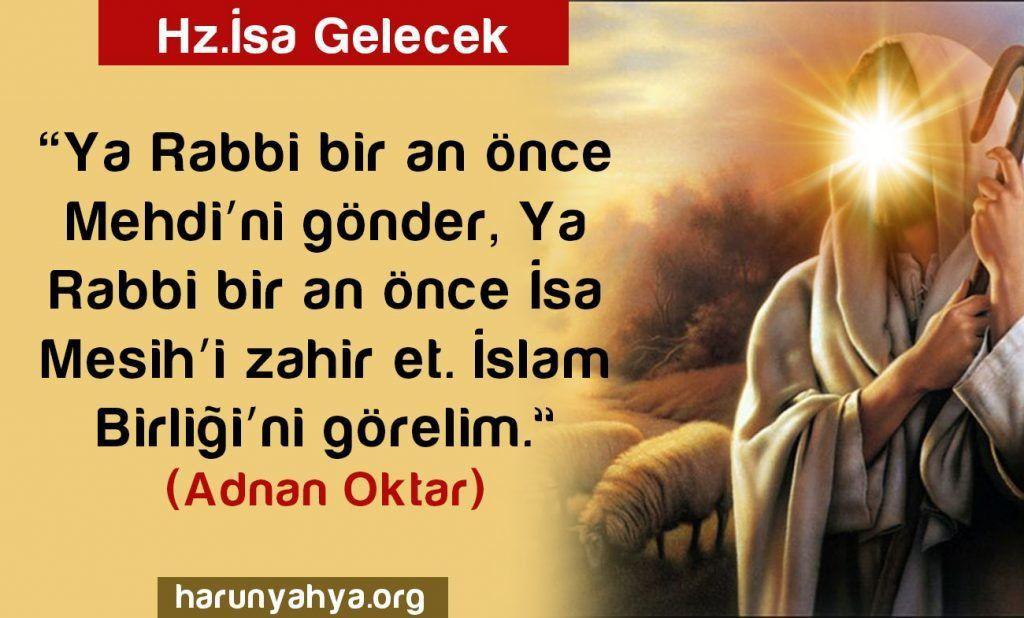 Hz.İsa Gelecek
“Ya Rabbi bir an önce
Mehdi'ni gönder, Ya
Rabbi bir an önce İsa
Mesih'i zahir et. İslam
Birliği'ni görelim.“
(Adnan Oktar)
harunyahya.org